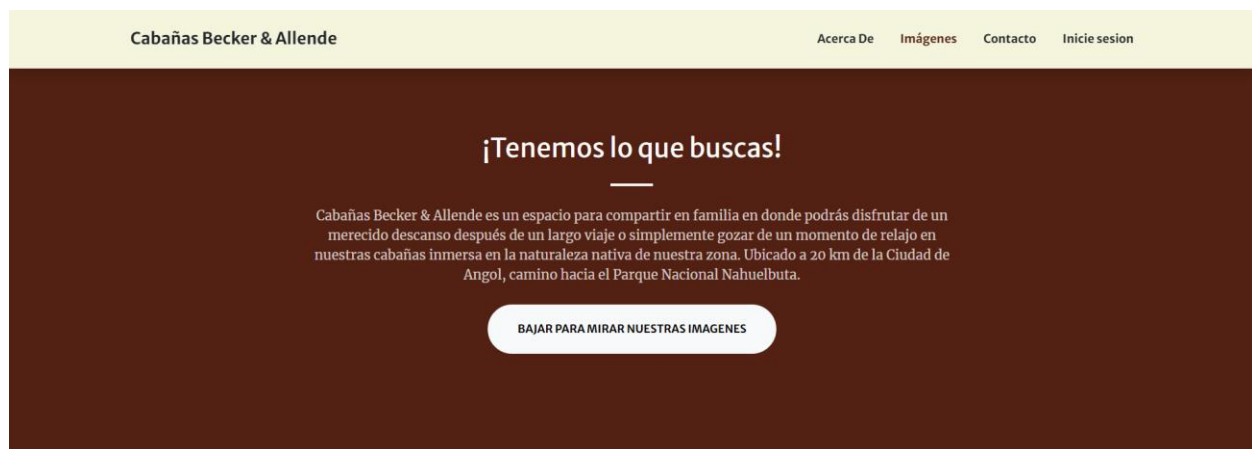 Cabañas Becker & Allende
Acerca De
Imágenes
Contacto
Inicie sesion
¡Tenemos lo que buscas!
Cabañas Becker & Allende es un espacio para compartir en familia en donde podrás disfrutar de un
merecido descanso después de un largo viaje o simplemente gozar de un momento de relajo en
nuestras cabañas inmersa en la naturaleza nativa de nuestra zona. Ubicado a 20 km de la Ciudad de
Angol, camino hacia el Parque Nacional Nahuelbuta.
BAJAR PARA MIRAR NUESTRAS IMAGENES